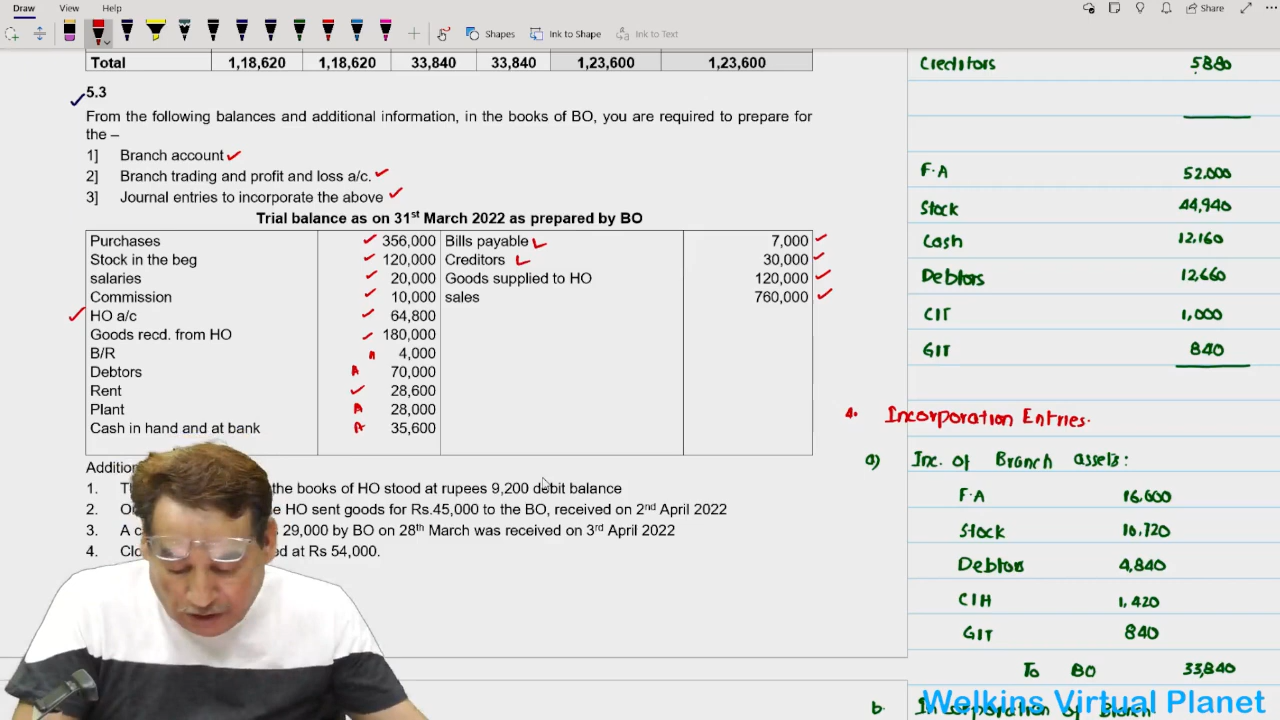 Draw View Help
Share
Shapes Ink to Shape Ink to Text
Total 1,18,620 1,18,620 33,840 33,840 1,23,600 1,23,600
5.3
From the following balances and additional information, in the books of BO, you are required to prepare for
the –
1] Branch account
2] Branch trading and profit and loss a/c.
3] Journal entries to incorporate the above
Trial balance as on 31st March 2022 as prepared by BO
Purchases 356,000 Bills payable 7,000
Stock in the beg 120,000 Creditors 30,000
salaries 20,000 Goods supplied to HO 120,000
Commission 10,000 sales 760,000
HO a/c 64,800
Goods recd. from HO 180,000
B/R A 4,000
Debtors A 70,000
Rent 28,600
Plant A 28,000
Cash in hand and at bank A 35,600
Addition
1. the books of HO stood at rupees 9,200 debit balance
2. HO sent goods for Rs.45,000 to the BO, received on 2nd April 2022
3. A 29,000 by BO on 28th March was received on 3rd April 2022
4. at Rs 54,000.
Creditors 5880
F.A 52,000
Stock 44,940
Cash 12,160
Debtors 12,660
CIT 1,000
GIT 840
4. Incorporation Entries.
a) Inc. of Branch assets:
F.A 16,600
Stock 10,720
Debtors 4,840
CIH 1,420
GIT 840
To BO 33,840
b. Incorporation of Branch
Welkins Virtual Planet